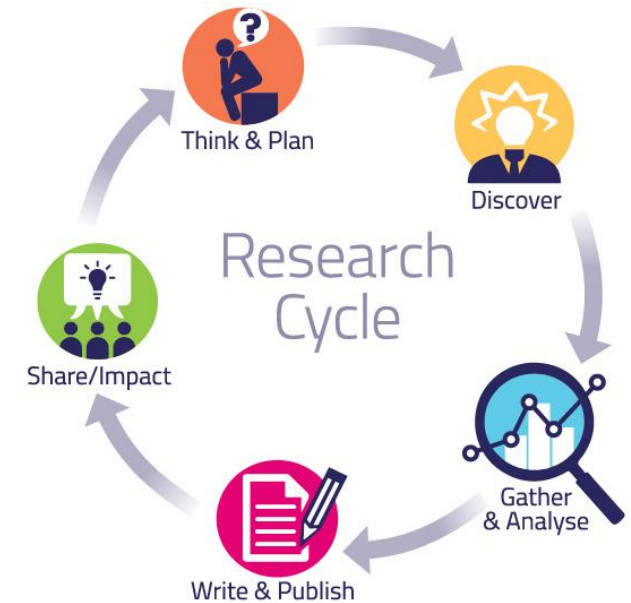 ?
Think & Plan
Discover
Research
Cycle
Share/Impact
Gather
& Analyse
Write & Publish